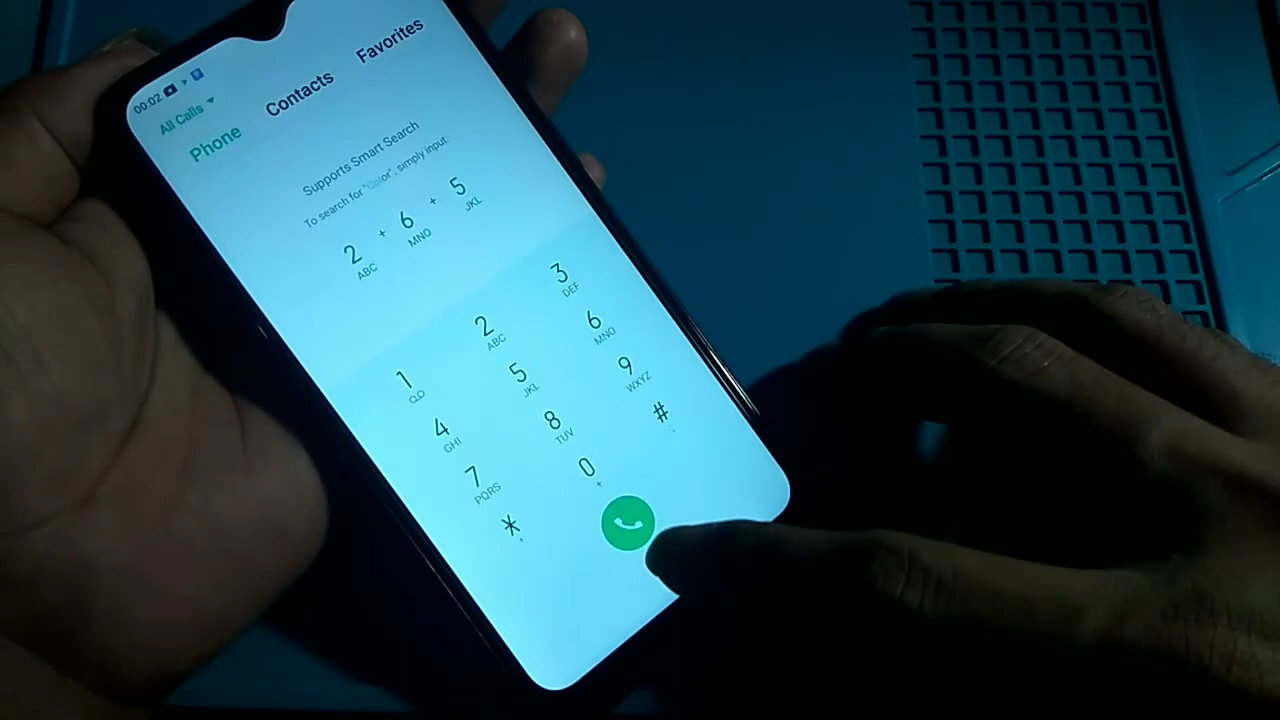 00:02
All Calls
Phone Contacts Favorites
Supports Smart Search
To search for "Color", simply input:
2 + 6 + 5
ABC MNO JKL
1 2 3
ABC DEF
4 5 6
GHI JKL MNO
7 8 9
PQRS TUV WXYZ
* 0 #
, + ;